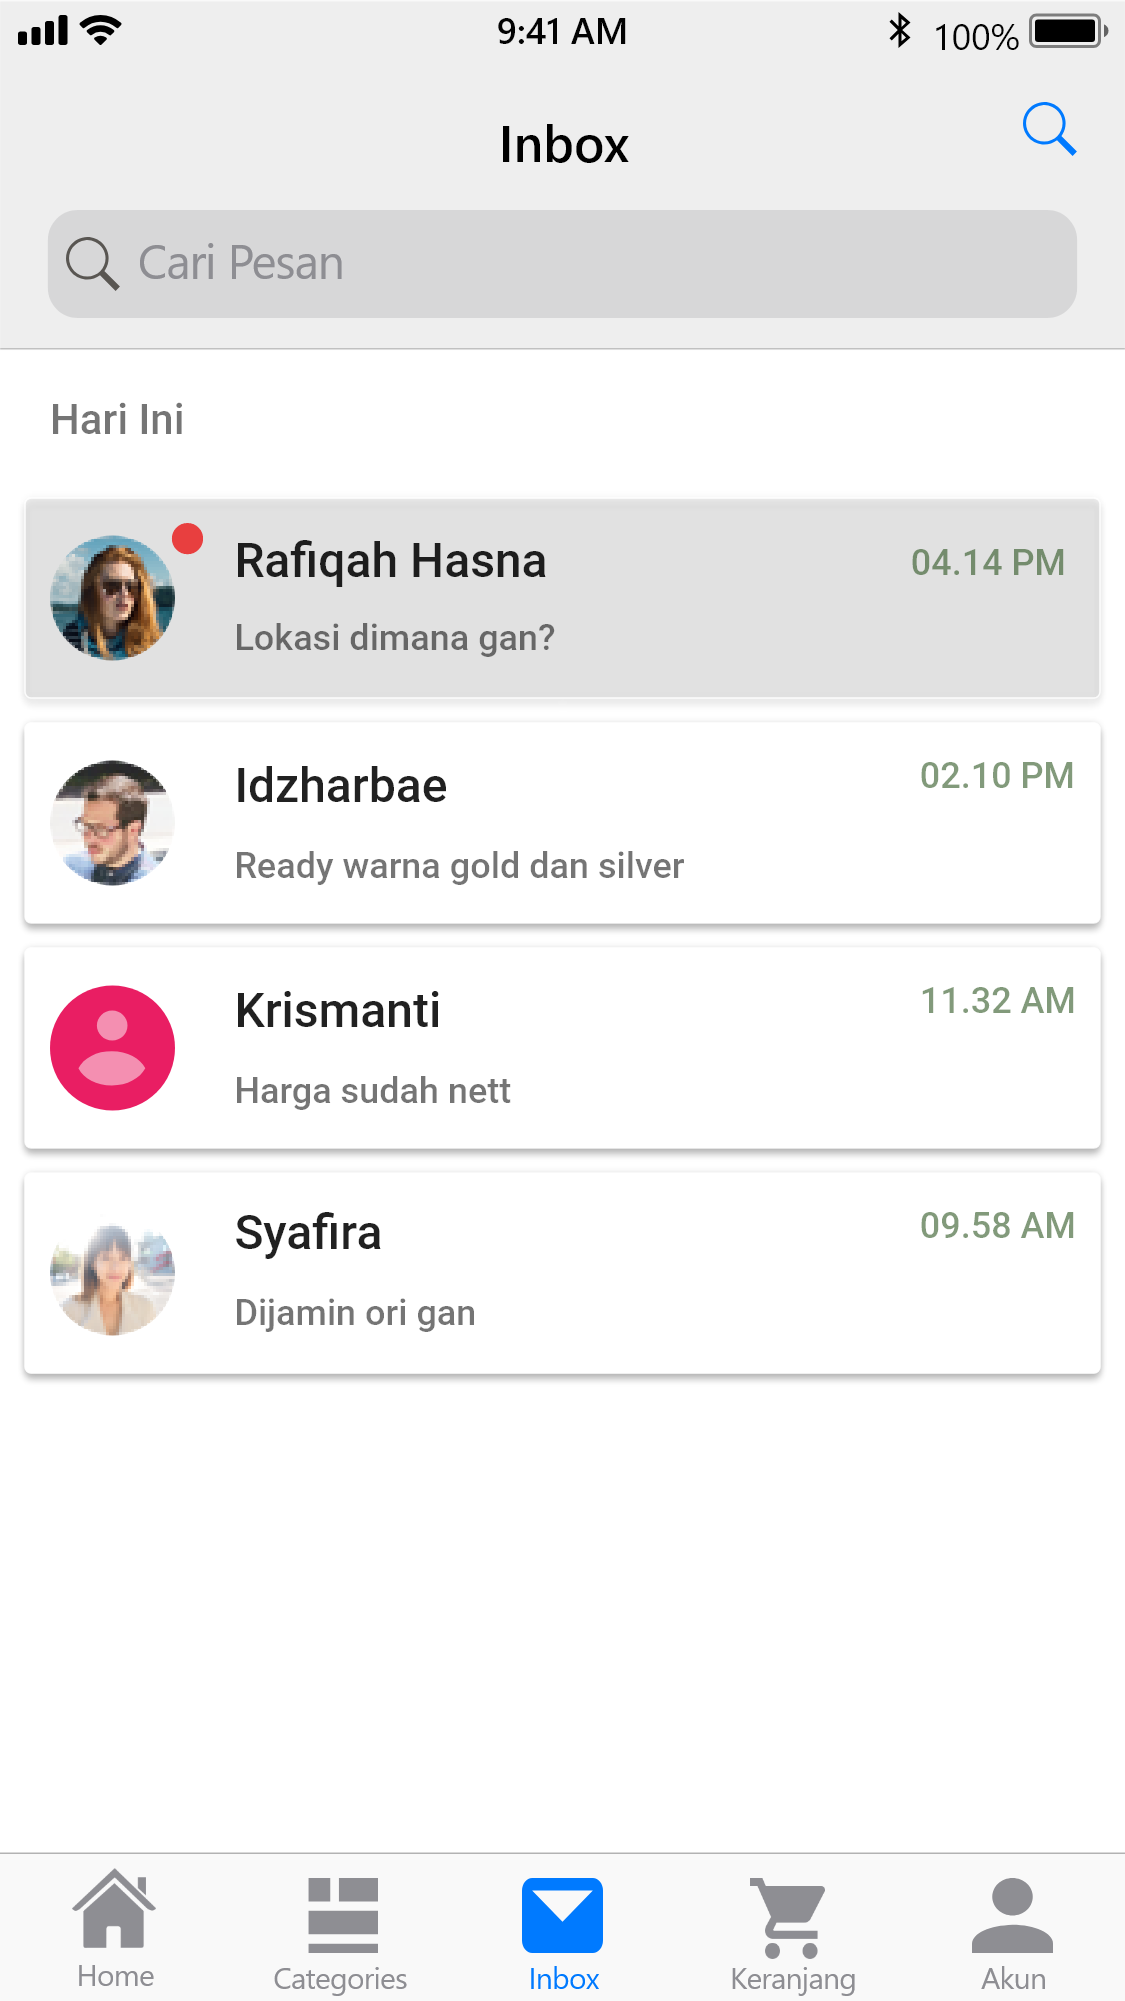 9:41 AM 100%
Inbox
Cari Pesan
Hari Ini
Rafiqah Hasna 04.14 PM
Lokasi dimana gan?
Idzharbae 02.10 PM
Ready warna gold dan silver
Krismanti 11.32 AM
Harga sudah nett
Syafira 09.58 AM
Dijamin ori gan
Home Categories Inbox Keranjang Akun